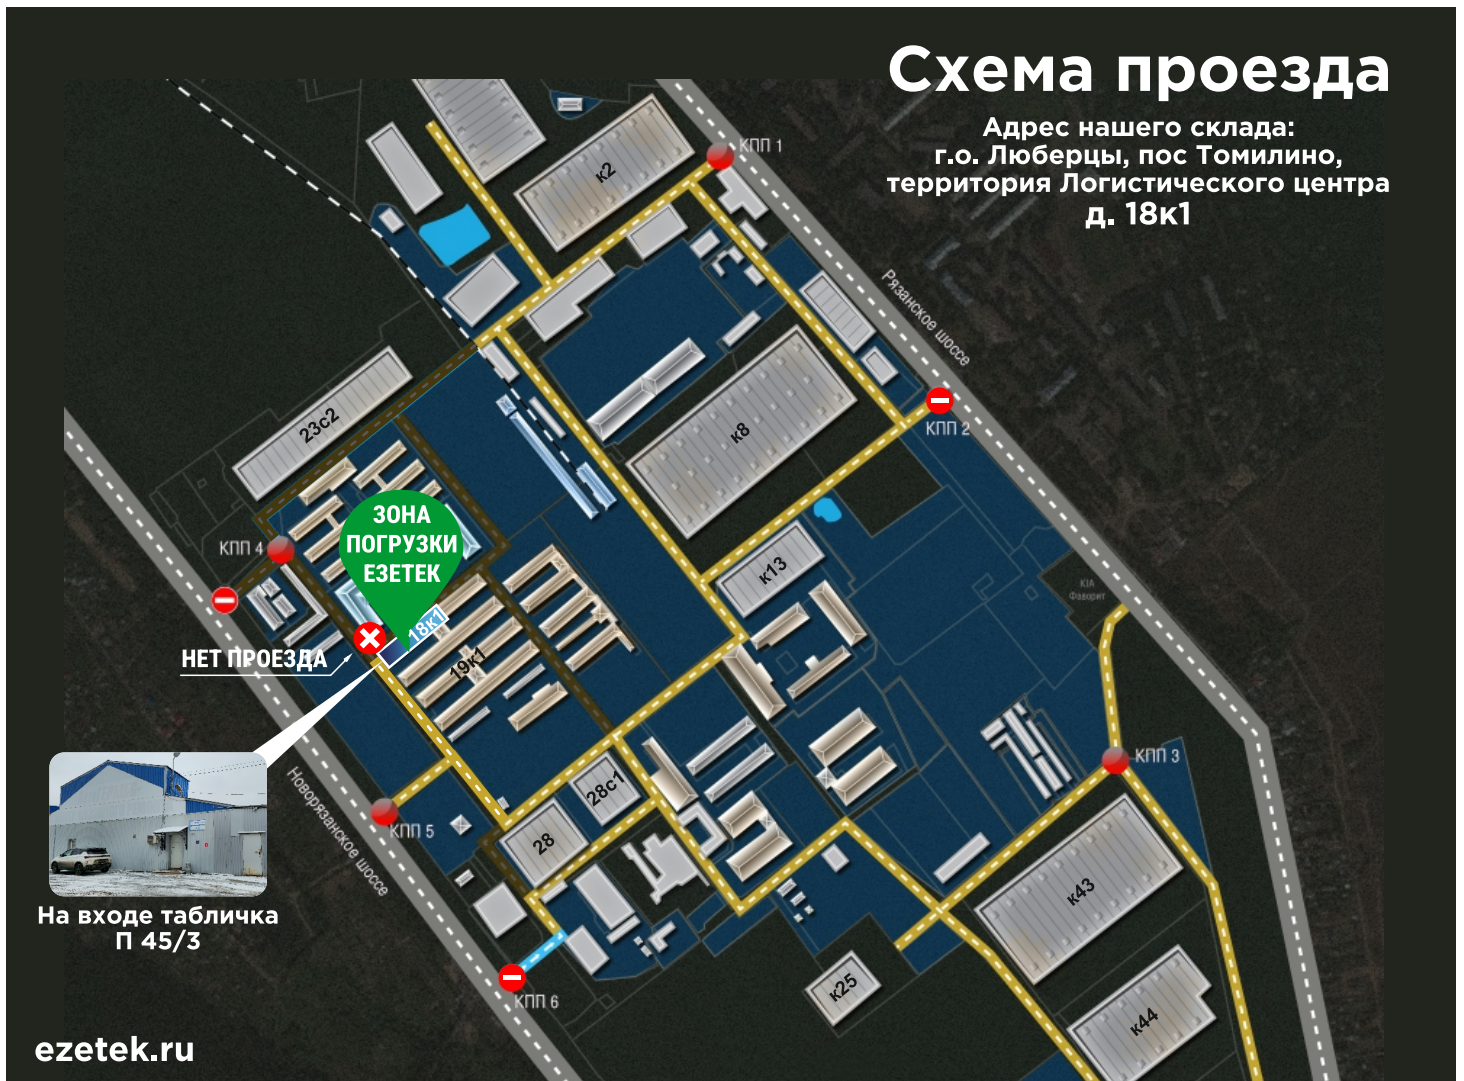 Схема проезда
Адрес нашего склада:
г.о. Люберцы, пос Томилино,
территория Логистического центра
д. 18к1
КПП 1
к2
Рязанское шоссе
23с2
к8
КПП 2
ЗОНА
ПОГРУЗКИ
ЕЗЕТЕК
КПП 4
к13
KIA
Фаворит
18к1
НЕТ ПРОЕЗДА
19к1
КПП 3
Новорязанское шоссе
28с1
КПП 5
28
к43
На входе табличка
П 45/3
к25
КПП 6
к44
ezetek.ru